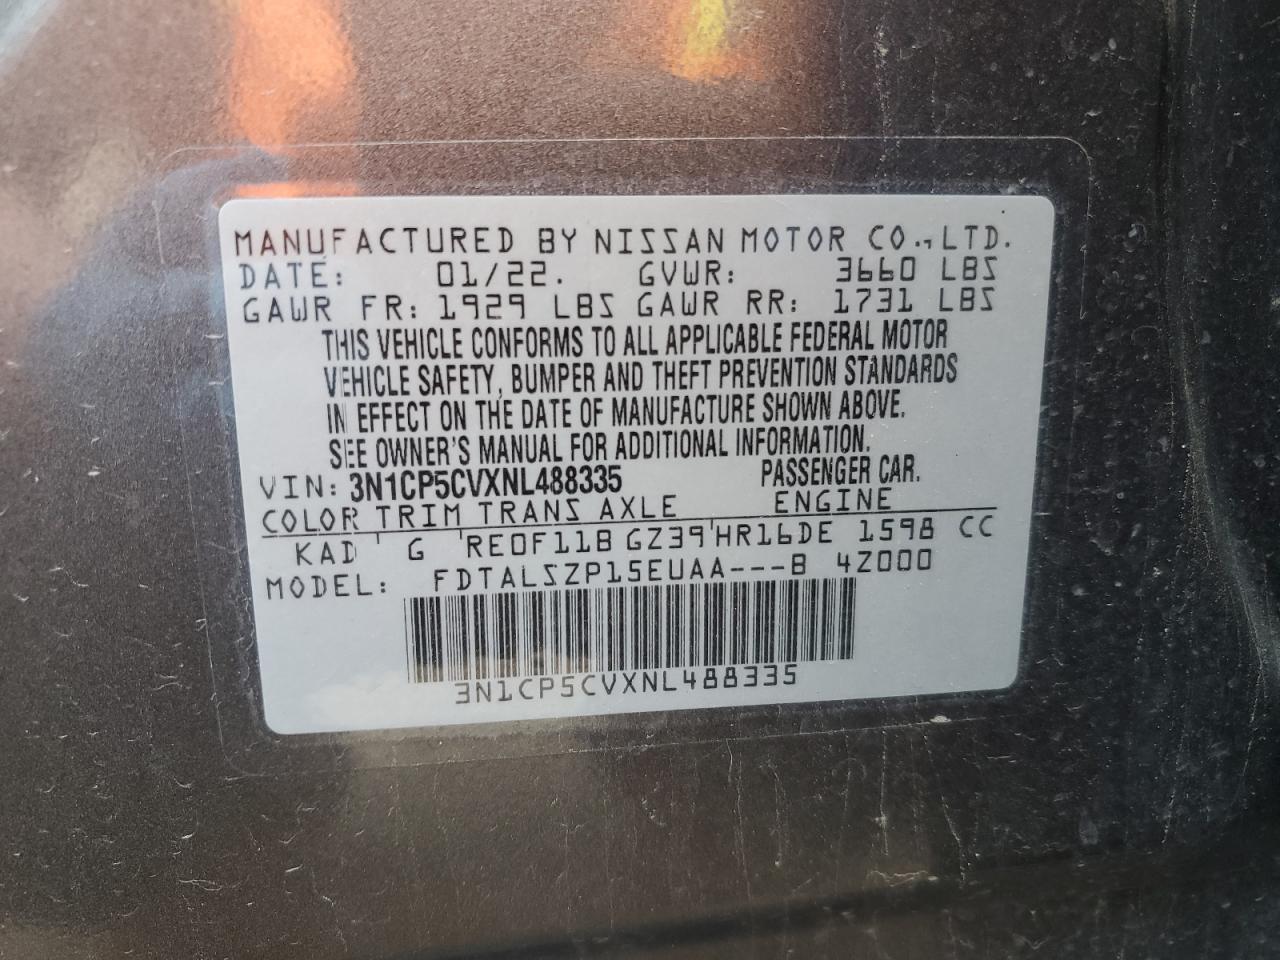 MANUFACTURED BY NISSAN MOTOR CO., LTD.
DATE: 01/22. GVWR: 3660 LBS
GAWR FR: 1929 LBS GAWR RR: 1731 LBS
THIS VEHICLE CONFORMS TO ALL APPLICABLE FEDERAL MOTOR
VEHICLE SAFETY, BUMPER AND THEFT PREVENTION STANDARDS
IN EFFECT ON THE DATE OF MANUFACTURE SHOWN ABOVE.
SEE OWNER'S MANUAL FOR ADDITIONAL INFORMATION.
VIN: 3N1CP5CVXNL488335 PASSENGER CAR.
COLOR TRIM TRANS AXLE ENGINE
KAD G RE0F11B GZ39 HR16DE 1598 CC
MODEL: FDTALSZP15EUAA---B 4Z000
3N1CP5CVXNL488335